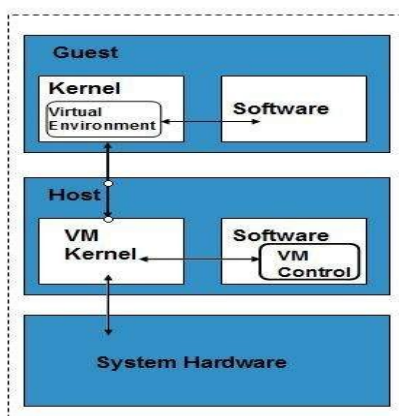 Guest
Kernel
Virtual
Environment
Software
Host
VM
Kernel
Software
VM
Control
System Hardware